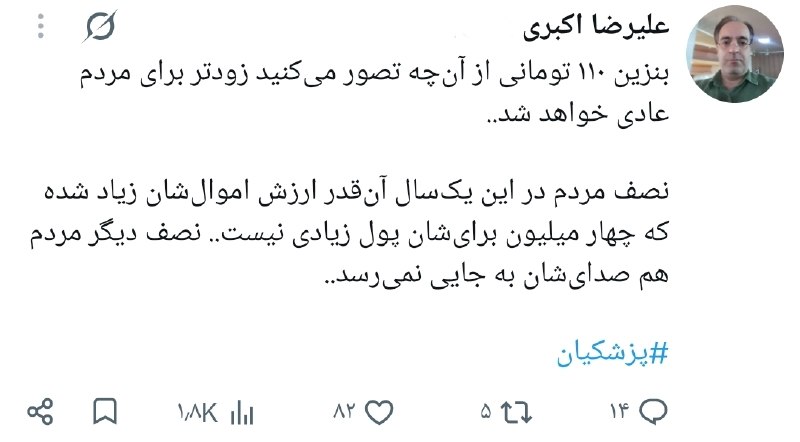 علیرضا اکبری
بنزین ۱۱۰ تومانی از آن‌چه تصور می‌کنید زودتر برای مردم
عادی خواهد شد..
نصف مردم در این یک‌سال آن‌قدر ارزش اموال‌شان زیاد شده
که چهار میلیون برای‌شان پول زیادی نیست.. نصف دیگر مردم
هم صدای‌شان به جایی نمی‌رسد..
#پزشکیان
۱۴ ۵ ۸۲ ۱٫۸K